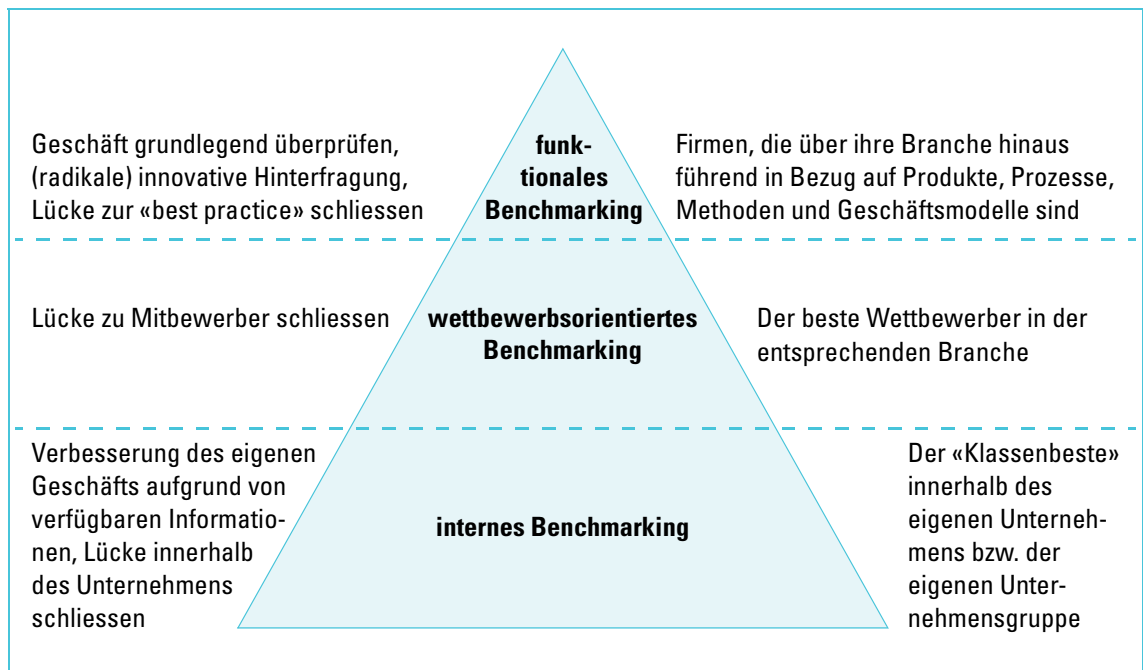 Geschäft grundlegend überprüfen,
(radikale) innovative Hinterfragung,
Lücke zur «best practice» schliessen
funk-
tionales
Benchmarking
Firmen, die über ihre Branche hinaus
führend in Bezug auf Produkte, Prozesse,
Methoden und Geschäftsmodelle sind
Lücke zu Mitbewerber schliessen
wettbewerbsorientiertes
Benchmarking
Der beste Wettbewerber in der
entsprechenden Branche
Verbesserung des eigenen
Geschäfts aufgrund von
verfügbaren Informatio-
nen, Lücke innerhalb
des Unternehmens
schliessen
internes Benchmarking
Der «Klassenbeste»
innerhalb des
eigenen Unterneh-
mens bzw. der
eigenen Unter-
nehmensgruppe